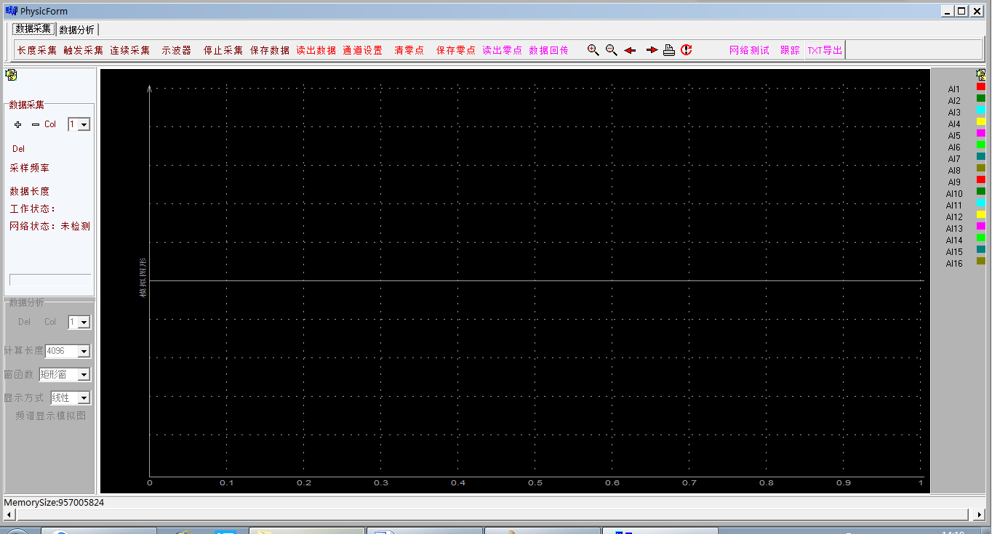 PhysicForm
数据采集 数据分析
长度采集 触发采集 连续采集 示波器 停止采集 保存数据 读出数据 通道设置 清零点 保存零点 读出零点 数据回传 网络测试 跟踪 TXT导出
数据采集
Col 1
Del
采样频率
数据长度
工作状态：
网络状态：未检测
数据分析
Del Col 1
计算长度 4096
窗函数 矩形窗
显示方式 线性
频谱显示模拟图
模拟图形
0 0.1 0.2 0.3 0.4 0.5 0.6 0.7 0.8 0.9 1
AI1
AI2
AI3
AI4
AI5
AI6
AI7
AI8
AI9
AI10
AI11
AI12
AI13
AI14
AI15
AI16
MemorySize:957005824